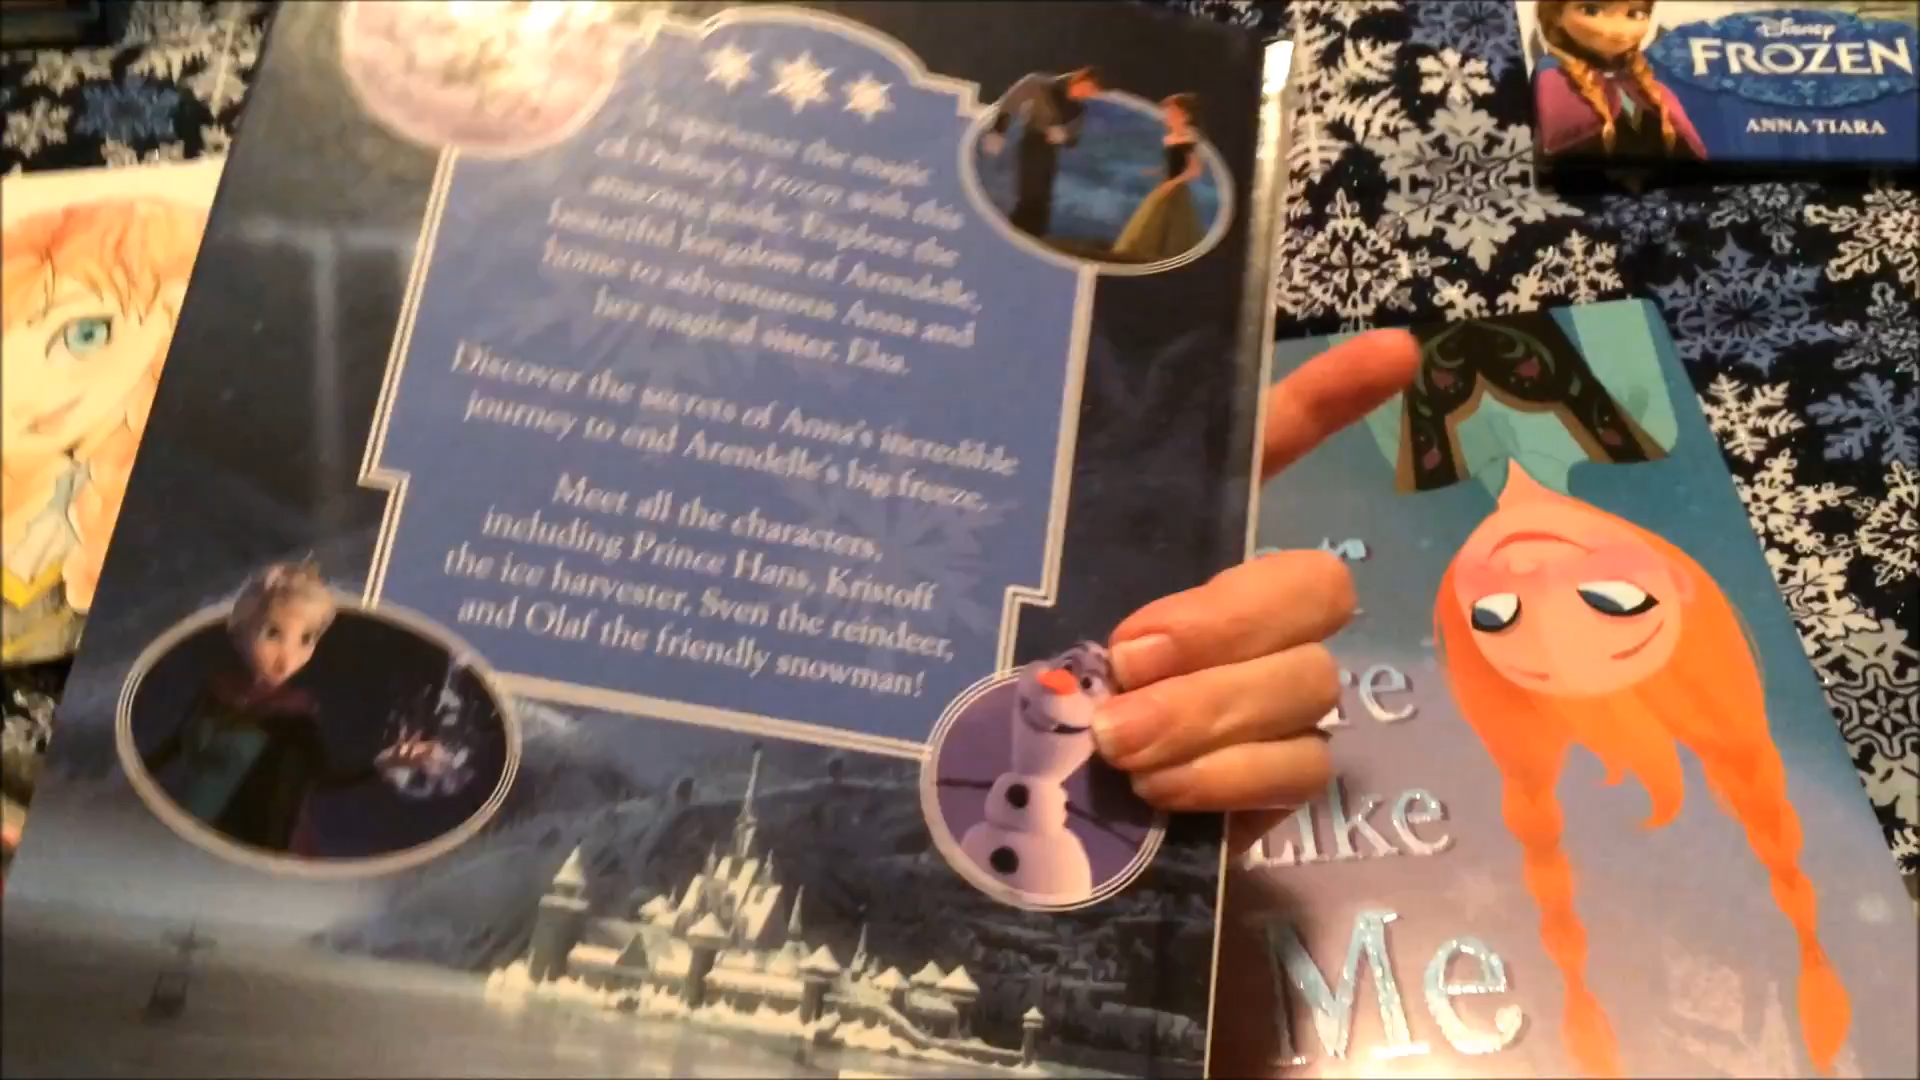 Experience the magic
of Disney's Frozen with this
amazing guide. Explore the
beautiful kingdom of Arendelle,
home to adventurous Anna and
her magical sister, Elsa.
Discover the secrets of Anna's incredible
journey to end Arendelle's big freeze.
Meet all the characters,
including Prince Hans, Kristoff
the ice harvester, Sven the reindeer,
and Olaf the friendly snowman!
Disney
FROZEN
ANNA TIARA
Like
Me